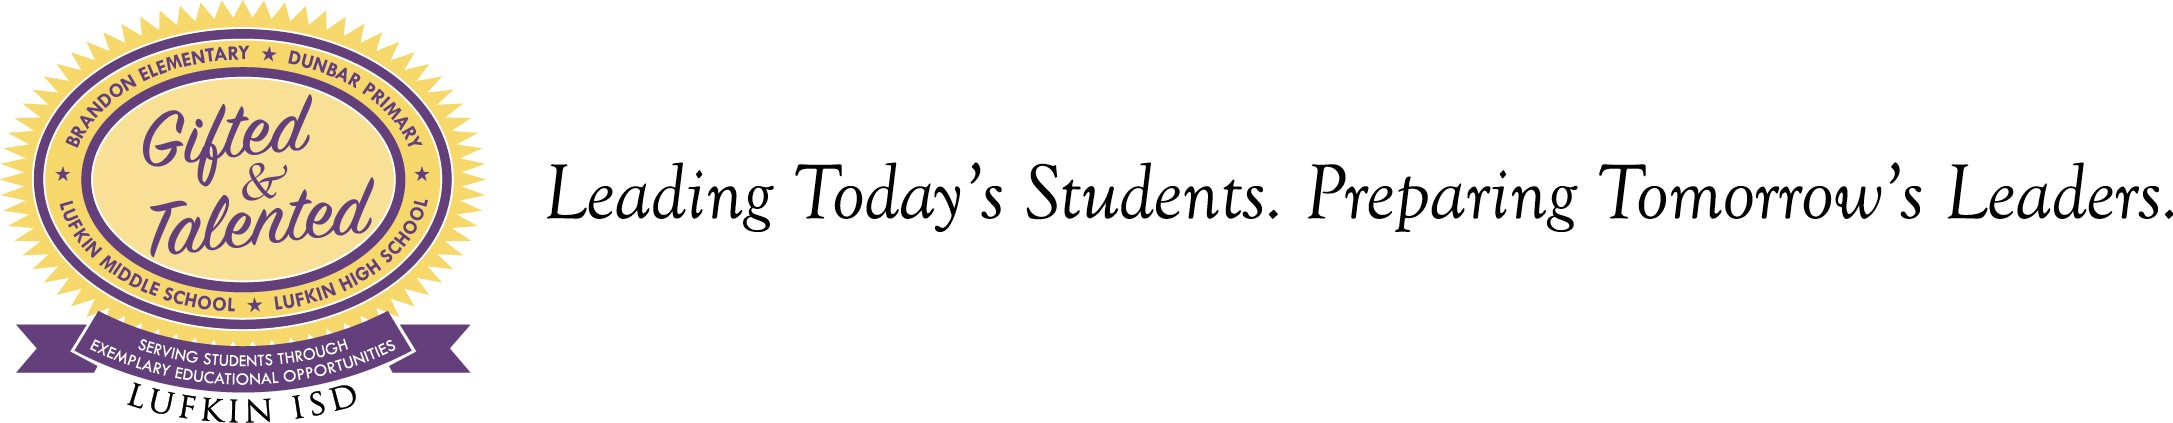 BRANDON ELEMENTARY ★ DUNBAR PRIMARY ★
LUFKIN MIDDLE SCHOOL ★ LUFKIN HIGH SCHOOL ★
Gifted
&
Talented
SERVING STUDENTS THROUGH
EXEMPLARY EDUCATIONAL OPPORTUNITIES
LUFKIN ISD
Leading Today’s Students. Preparing Tomorrow’s Leaders.